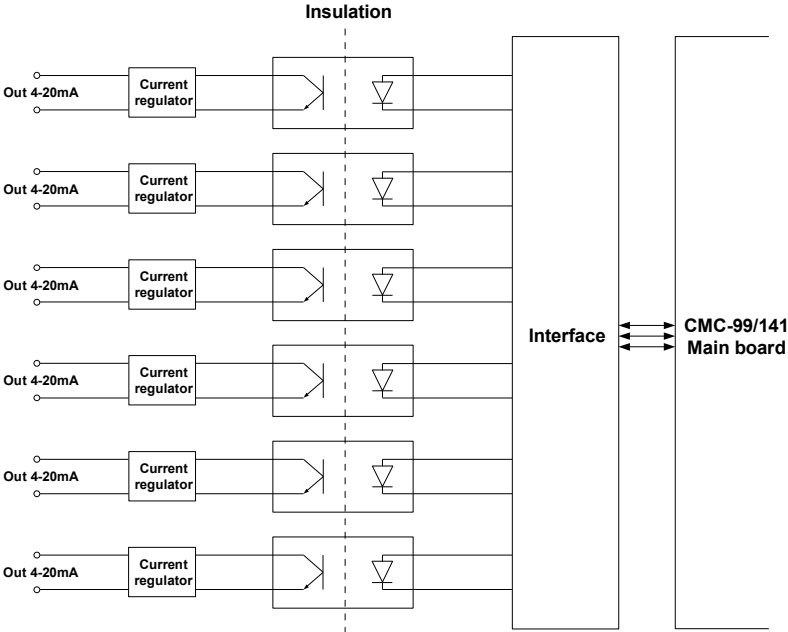 Insulation
Out 4-20mA
Current
regulator
Out 4-20mA
Current
regulator
Out 4-20mA
Current
regulator
Interface
CMC-99/141
Main board
Out 4-20mA
Current
regulator
Out 4-20mA
Current
regulator
Out 4-20mA
Current
regulator